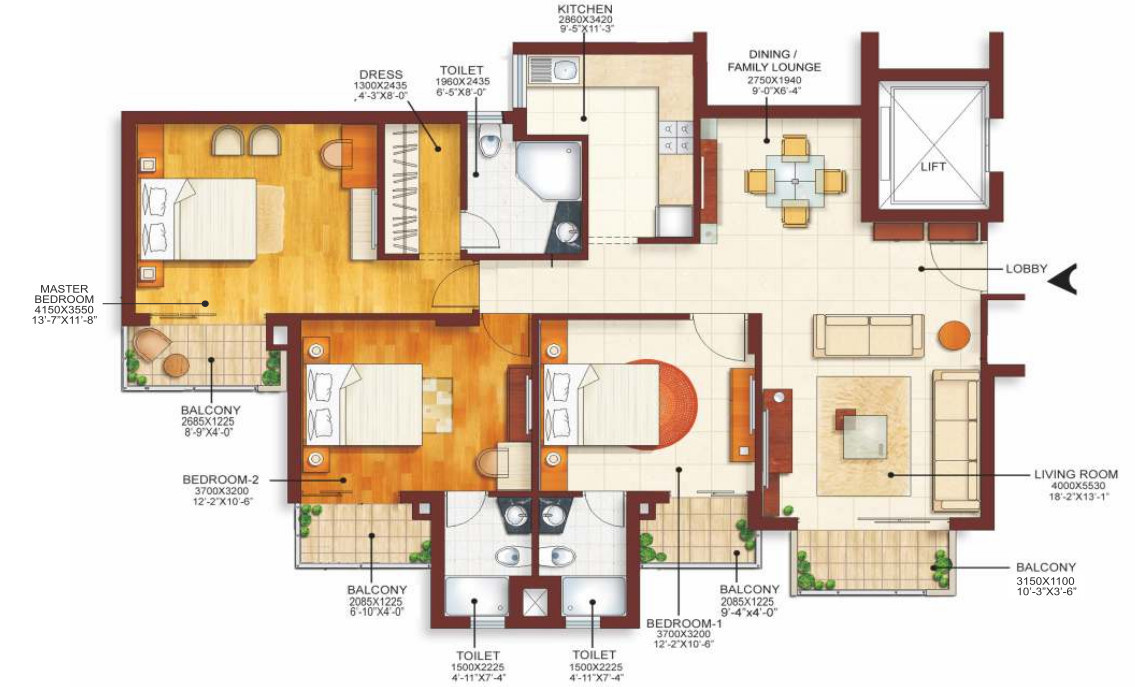 KITCHEN
2860X3420
9'-5"X11'-3"
DINING /
FAMILY LOUNGE
2750X1940
9'-0"X6'-4"
DRESS
1300X2435
4'-3"X8'-0"
TOILET
1960X2435
6'-5"X8'-0"
LIFT
LOBBY
MASTER
BEDROOM
4150X3550
13'-7"X11'-8"
BALCONY
2685X1225
8'-9"X4'-0"
BEDROOM-2
3700X3200
12'-2"X10'-6"
LIVING ROOM
4000X5530
18'-2"X13'-1"
BALCONY
3150X1100
10'-3"X3'-6"
BALCONY
2085X1225
6'-10"X4'-0"
BALCONY
2085X1225
9'-4"x4'-0"
BEDROOM-1
3700X3200
12'-2"X10'-6"
TOILET
1500X2225
4'-11"X7'-4"
TOILET
1500X2225
4'-11"X7'-4"